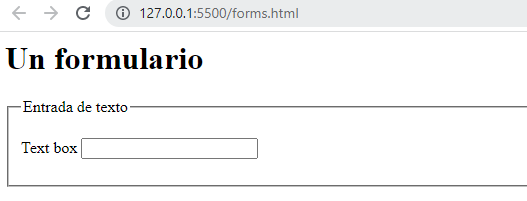 127.0.0.1:5500/forms.html
Un formulario
Entrada de texto
Text box